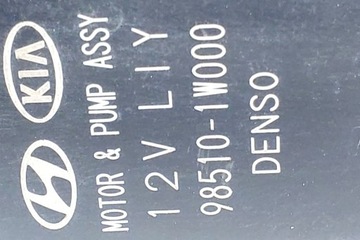 KIA
MOTOR & PUMP ASSY
12V LIY
98510-1W000
DENSO